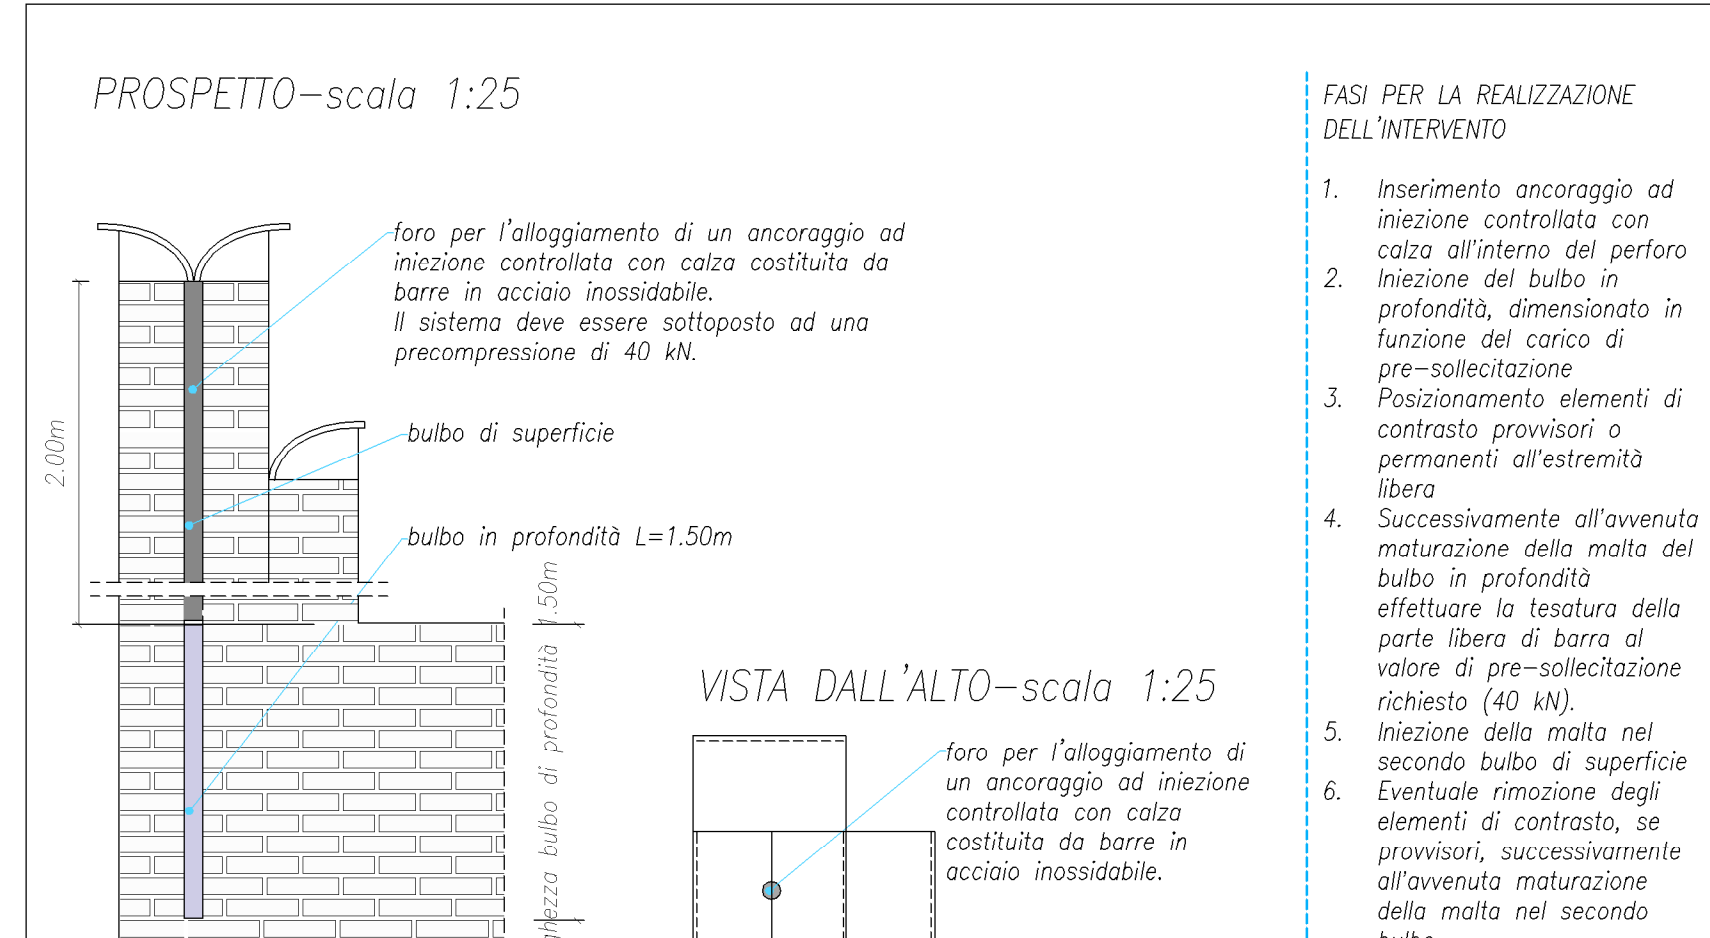 PROSPETTO-scala 1:25
foro per l'alloggiamento di un ancoraggio ad
iniezione controllata con calza costituita da
barre in acciaio inossidabile.
Il sistema deve essere sottoposto ad una
precompressione di 40 kN.
bulbo di superficie
bulbo in profondità L=1.50m
2.00m
1.50m
bulbo di profondità
VISTA DALL'ALTO-scala 1:25
foro per l'alloggiamento di
un ancoraggio ad iniezione
controllata con calza
costituita da barre in
acciaio inossidabile.
FASI PER LA REALIZZAZIONE
DELL'INTERVENTO
1. Inserimento ancoraggio ad
iniezione controllata con
calza all'interno del perforo
2. Iniezione del bulbo in
profondità, dimensionato in
funzione del carico di
pre-sollecitazione
3. Posizionamento elementi di
contrasto provvisori o
permanenti all'estremità
libera
4. Successivamente all'avvenuta
maturazione della malta del
bulbo in profondità
effettuare la tesatura della
parte libera di barra al
valore di pre-sollecitazione
richiesto (40 kN).
5. Iniezione della malta nel
secondo bulbo di superficie
6. Eventuale rimozione degli
elementi di contrasto, se
provvisori, successivamente
all'avvenuta maturazione
della malta nel secondo